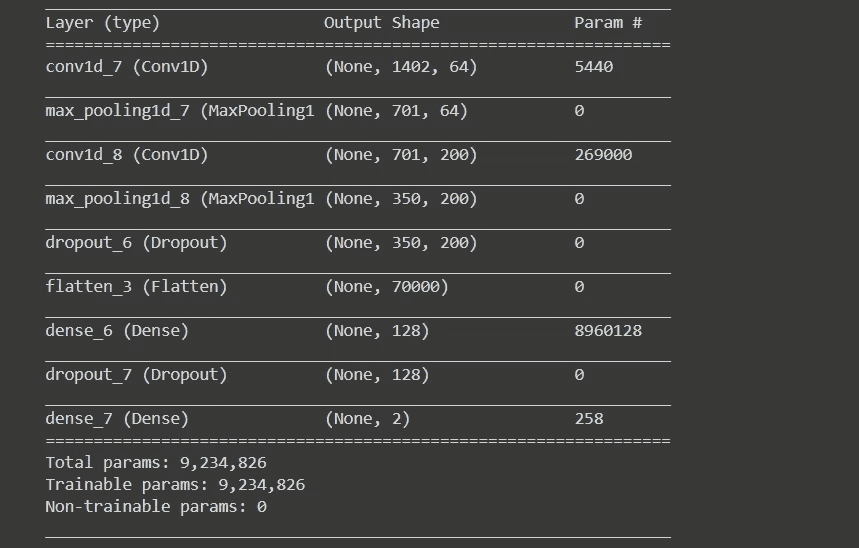 Layer (type) Output Shape Param #
=================================================================
conv1d_7 (Conv1D) (None, 1402, 64) 5440
max_pooling1d_7 (MaxPooling1 (None, 701, 64) 0
conv1d_8 (Conv1D) (None, 701, 200) 269000
max_pooling1d_8 (MaxPooling1 (None, 350, 200) 0
dropout_6 (Dropout) (None, 350, 200) 0
flatten_3 (Flatten) (None, 70000) 0
dense_6 (Dense) (None, 128) 8960128
dropout_7 (Dropout) (None, 128) 0
dense_7 (Dense) (None, 2) 258
=================================================================
Total params: 9,234,826
Trainable params: 9,234,826
Non-trainable params: 0